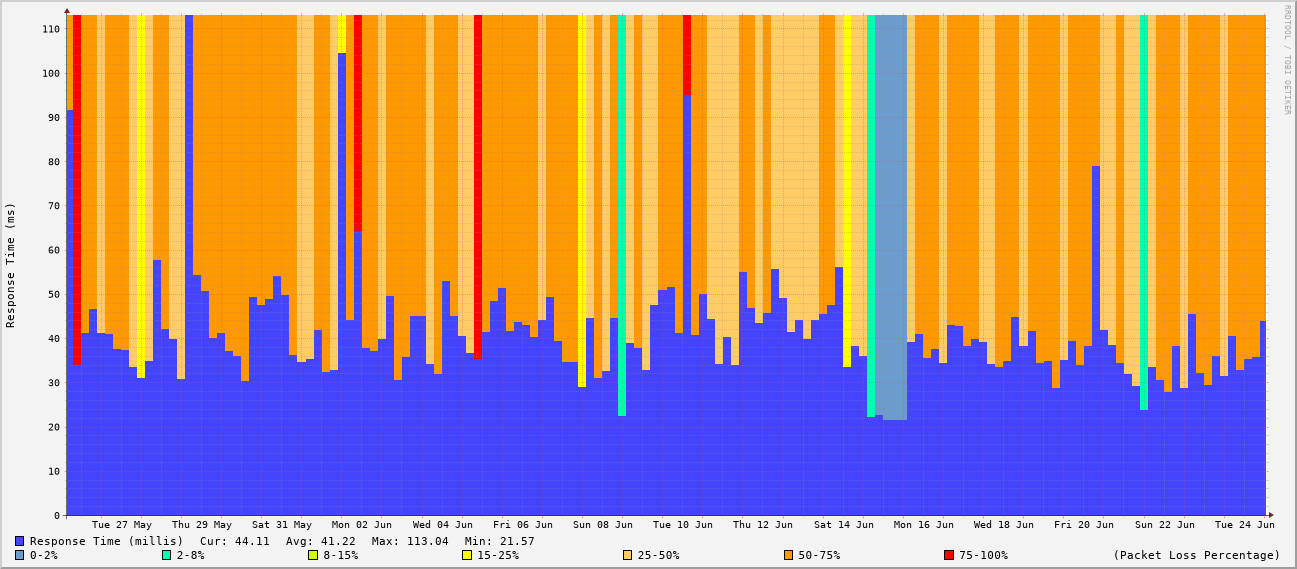 RRDTOOL / TOBI OETIKER
Response Time (ms)
110
100
90
80
70
60
50
40
30
20
10
0
Tue 27 May Thu 29 May Sat 31 May Mon 02 Jun Wed 04 Jun Fri 06 Jun Sun 08 Jun Tue 10 Jun Thu 12 Jun Sat 14 Jun Mon 16 Jun Wed 18 Jun Fri 20 Jun Sun 22 Jun Tue 24 Jun
Response Time (millis) Cur: 44.11 Avg: 41.22 Max: 113.04 Min: 21.57
0-2% 2-8% 8-15% 15-25% 25-50% 50-75% 75-100% (Packet Loss Percentage)